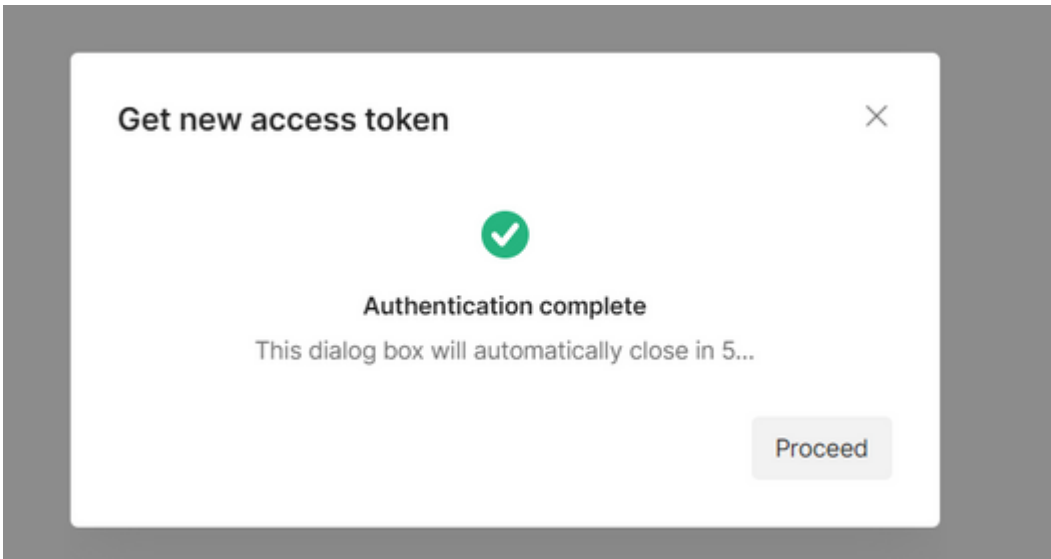 Get new access token
Authentication complete
This dialog box will automatically close in 5...
Proceed